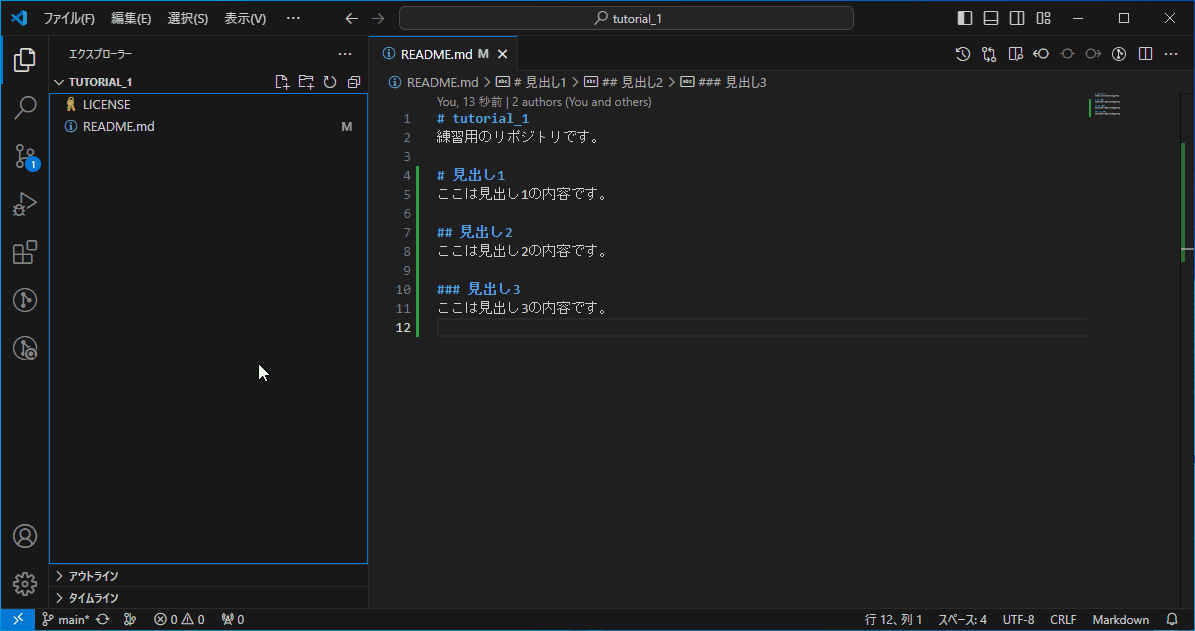 ファイル(F) 編集(E) 選択(S) 表示(V) ··· tutorial_1
エクスプローラー ···
README.md M
TUTORIAL_1
README.md > # 見出し1 > ## 見出し2 > ### 見出し3
LICENSE
README.md M
You, 13 秒前 | 2 authors (You and others)
1 # tutorial_1
2 練習用のリポジトリです。
3
4 # 見出し1
5 ここは見出し1の内容です。
6
7 ## 見出し2
8 ここは見出し2の内容です。
9
10 ### 見出し3
11 ここは見出し3の内容です。
12
1
アウトライン
タイムライン
main* 0 0 0 行 12、列 1 スペース: 4 UTF-8 CRLF Markdown